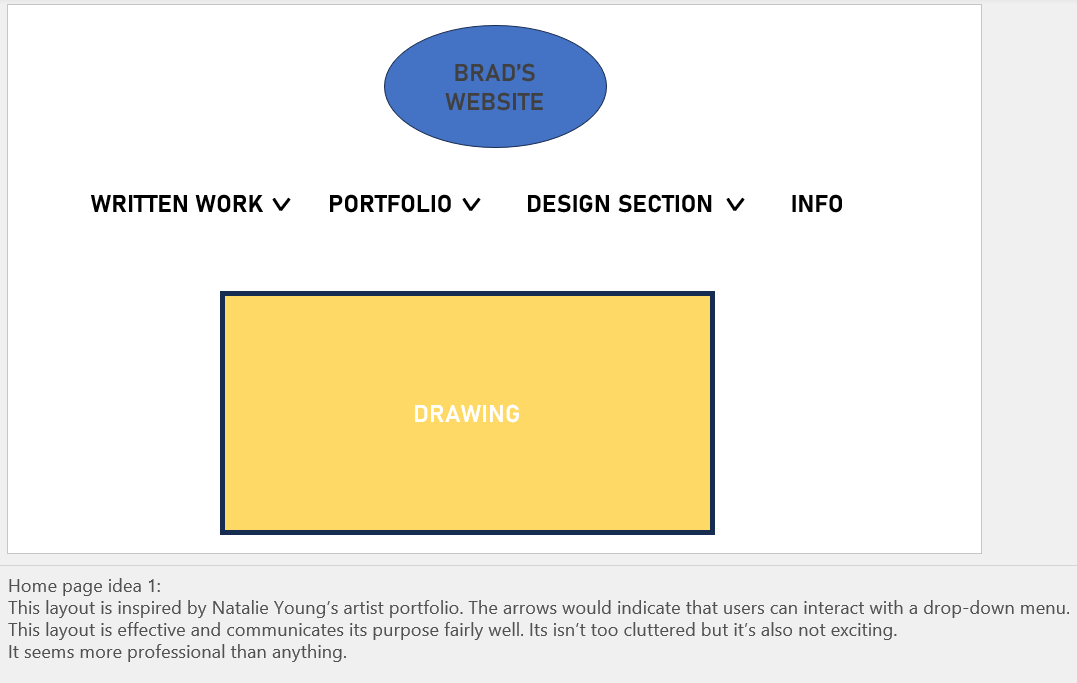 BRAD'S
WEBSITE
WRITTEN WORK PORTFOLIO DESIGN SECTION INFO
DRAWING
Home page idea 1:
This layout is inspired by Natalie Young's artist portfolio. The arrows would indicate that users can interact with a drop-down menu.
This layout is effective and communicates its purpose fairly well. Its isn't too cluttered but it's also not exciting.
It seems more professional than anything.